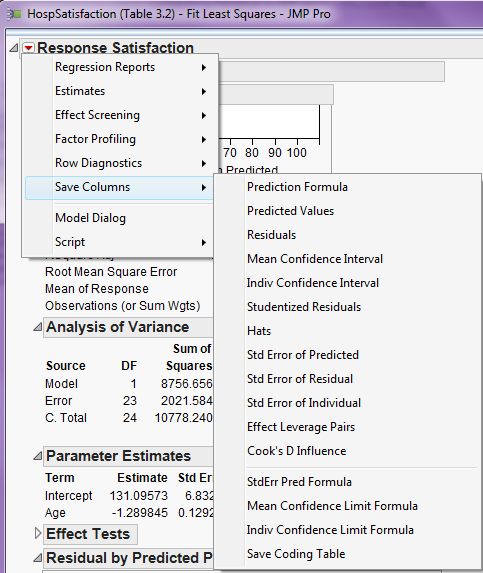 HospSatisfaction (Table 3.2) - Fit Least Squares - JMP Pro
Response Satisfaction
Regression Reports
Estimates
Effect Screening
Factor Profiling
Row Diagnostics
Save Columns
Model Dialog
Script
70 80 90 100
Predicted
Prediction Formula
Predicted Values
Residuals
Mean Confidence Interval
Indiv Confidence Interval
Studentized Residuals
Hats
Std Error of Predicted
Std Error of Residual
Std Error of Individual
Effect Leverage Pairs
Cook's D Influence
StdErr Pred Formula
Mean Confidence Limit Formula
Indiv Confidence Limit Formula
Save Coding Table
Root Mean Square Error
Mean of Response
Observations (or Sum Wgts)
Analysis of Variance
Sum of
Source DF Squares
Model 1 8756.656
Error 23 2021.584
C. Total 24 10778.240
Parameter Estimates
Term Estimate Std Err
Intercept 131.09573 6.832
Age -1.289845 0.1292
Effect Tests
Residual by Predicted P